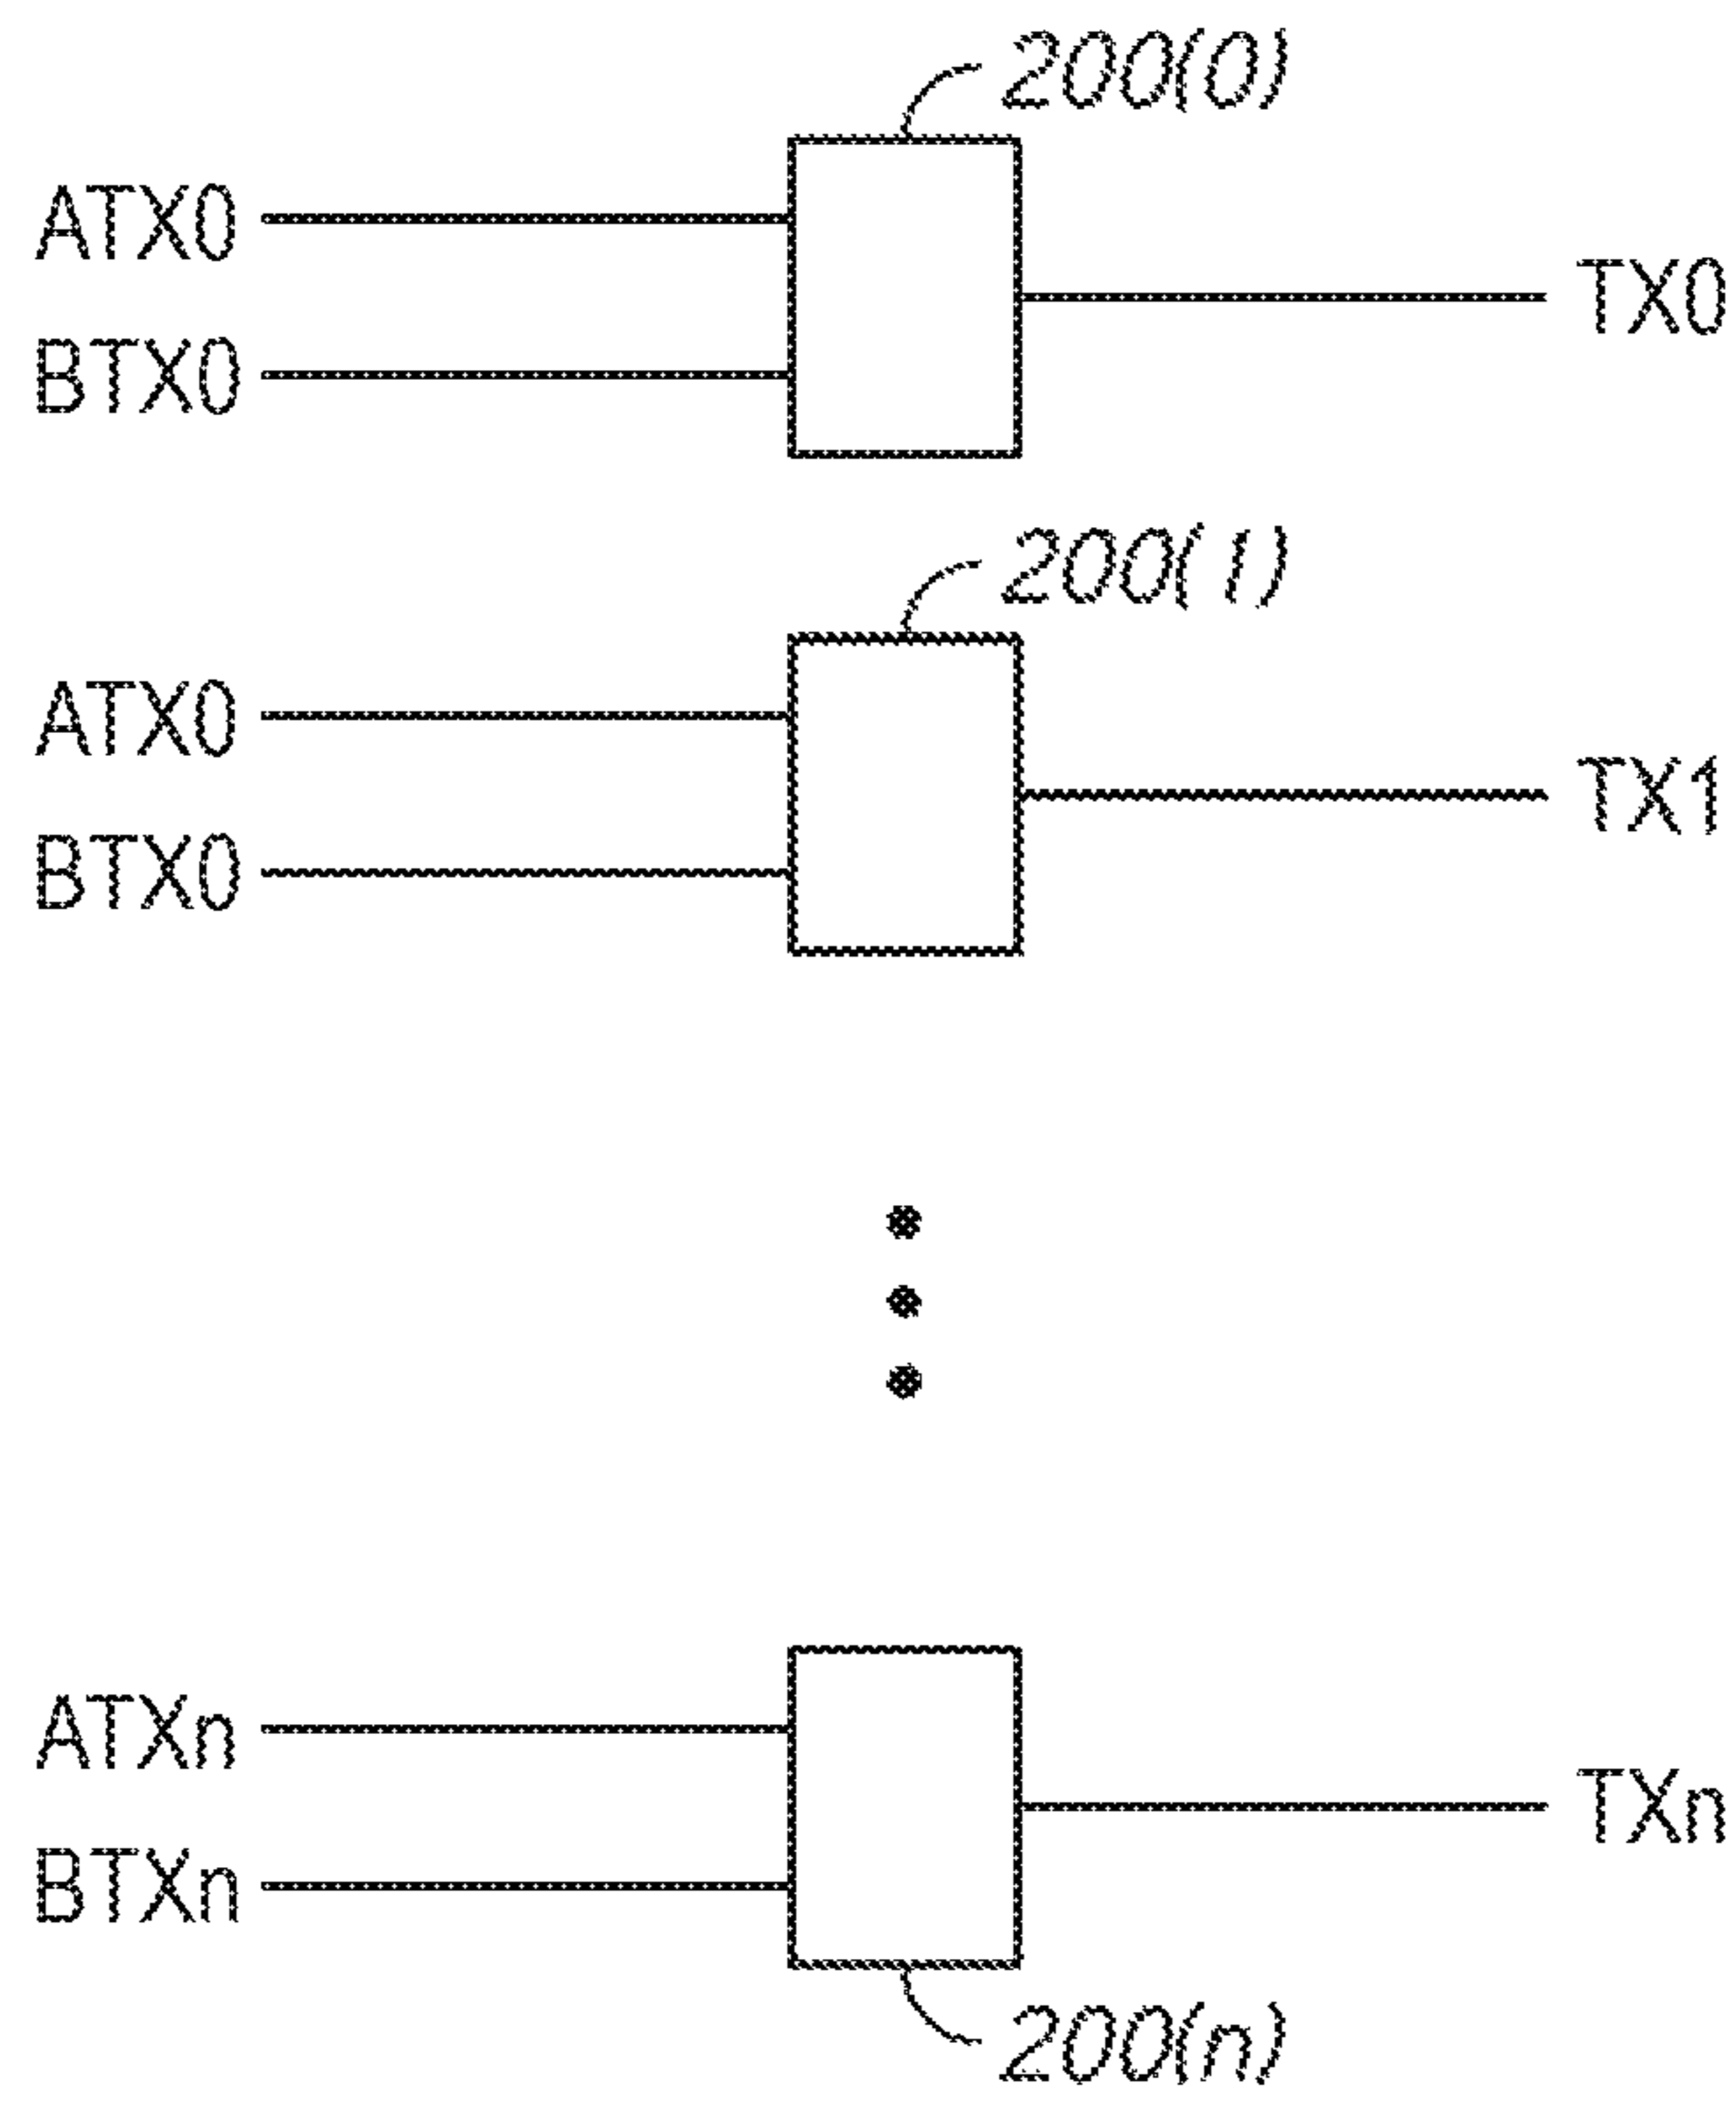 200(0)
ATX0
TX0
BTX0
200(1)
ATX0
TX1
BTX0
ATXn
TXn
BTXn
200(n)